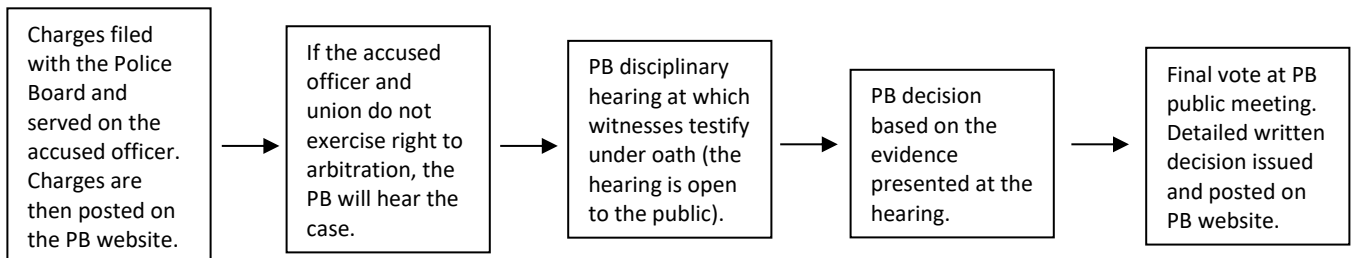 Charges filed
with the Police
Board and
served on the
accused officer.
Charges are
then posted on
the PB website.
If the accused
officer and
union do not
exercise right to
arbitration, the
PB will hear the
case.
PB disciplinary
hearing at which
witnesses testify
under oath (the
hearing is open
to the public).
PB decision
based on the
evidence
presented at the
hearing.
Final vote at PB
public meeting.
Detailed written
decision issued
and posted on
PB website.